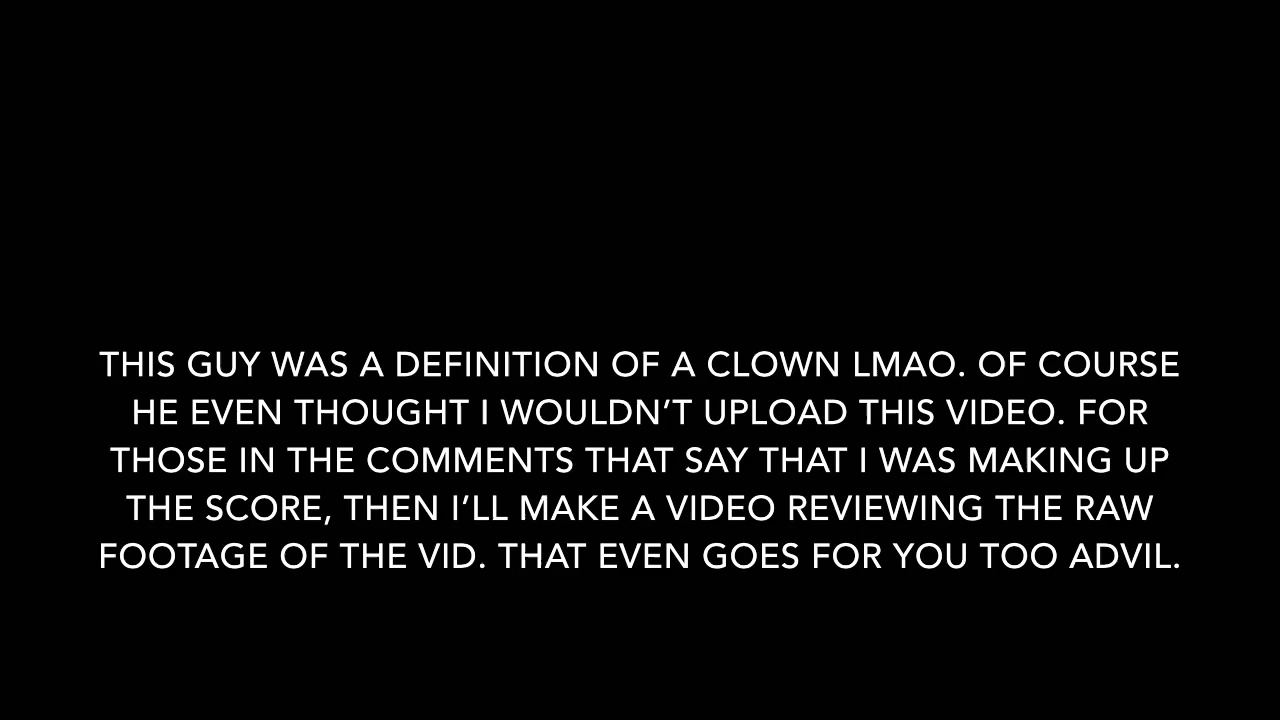 THIS GUY WAS A DEFINITION OF A CLOWN LMAO. OF COURSE
HE EVEN THOUGHT I WOULDN’T UPLOAD THIS VIDEO. FOR
THOSE IN THE COMMENTS THAT SAY THAT I WAS MAKING UP
THE SCORE, THEN I’LL MAKE A VIDEO REVIEWING THE RAW
FOOTAGE OF THE VID. THAT EVEN GOES FOR YOU TOO ADVIL.